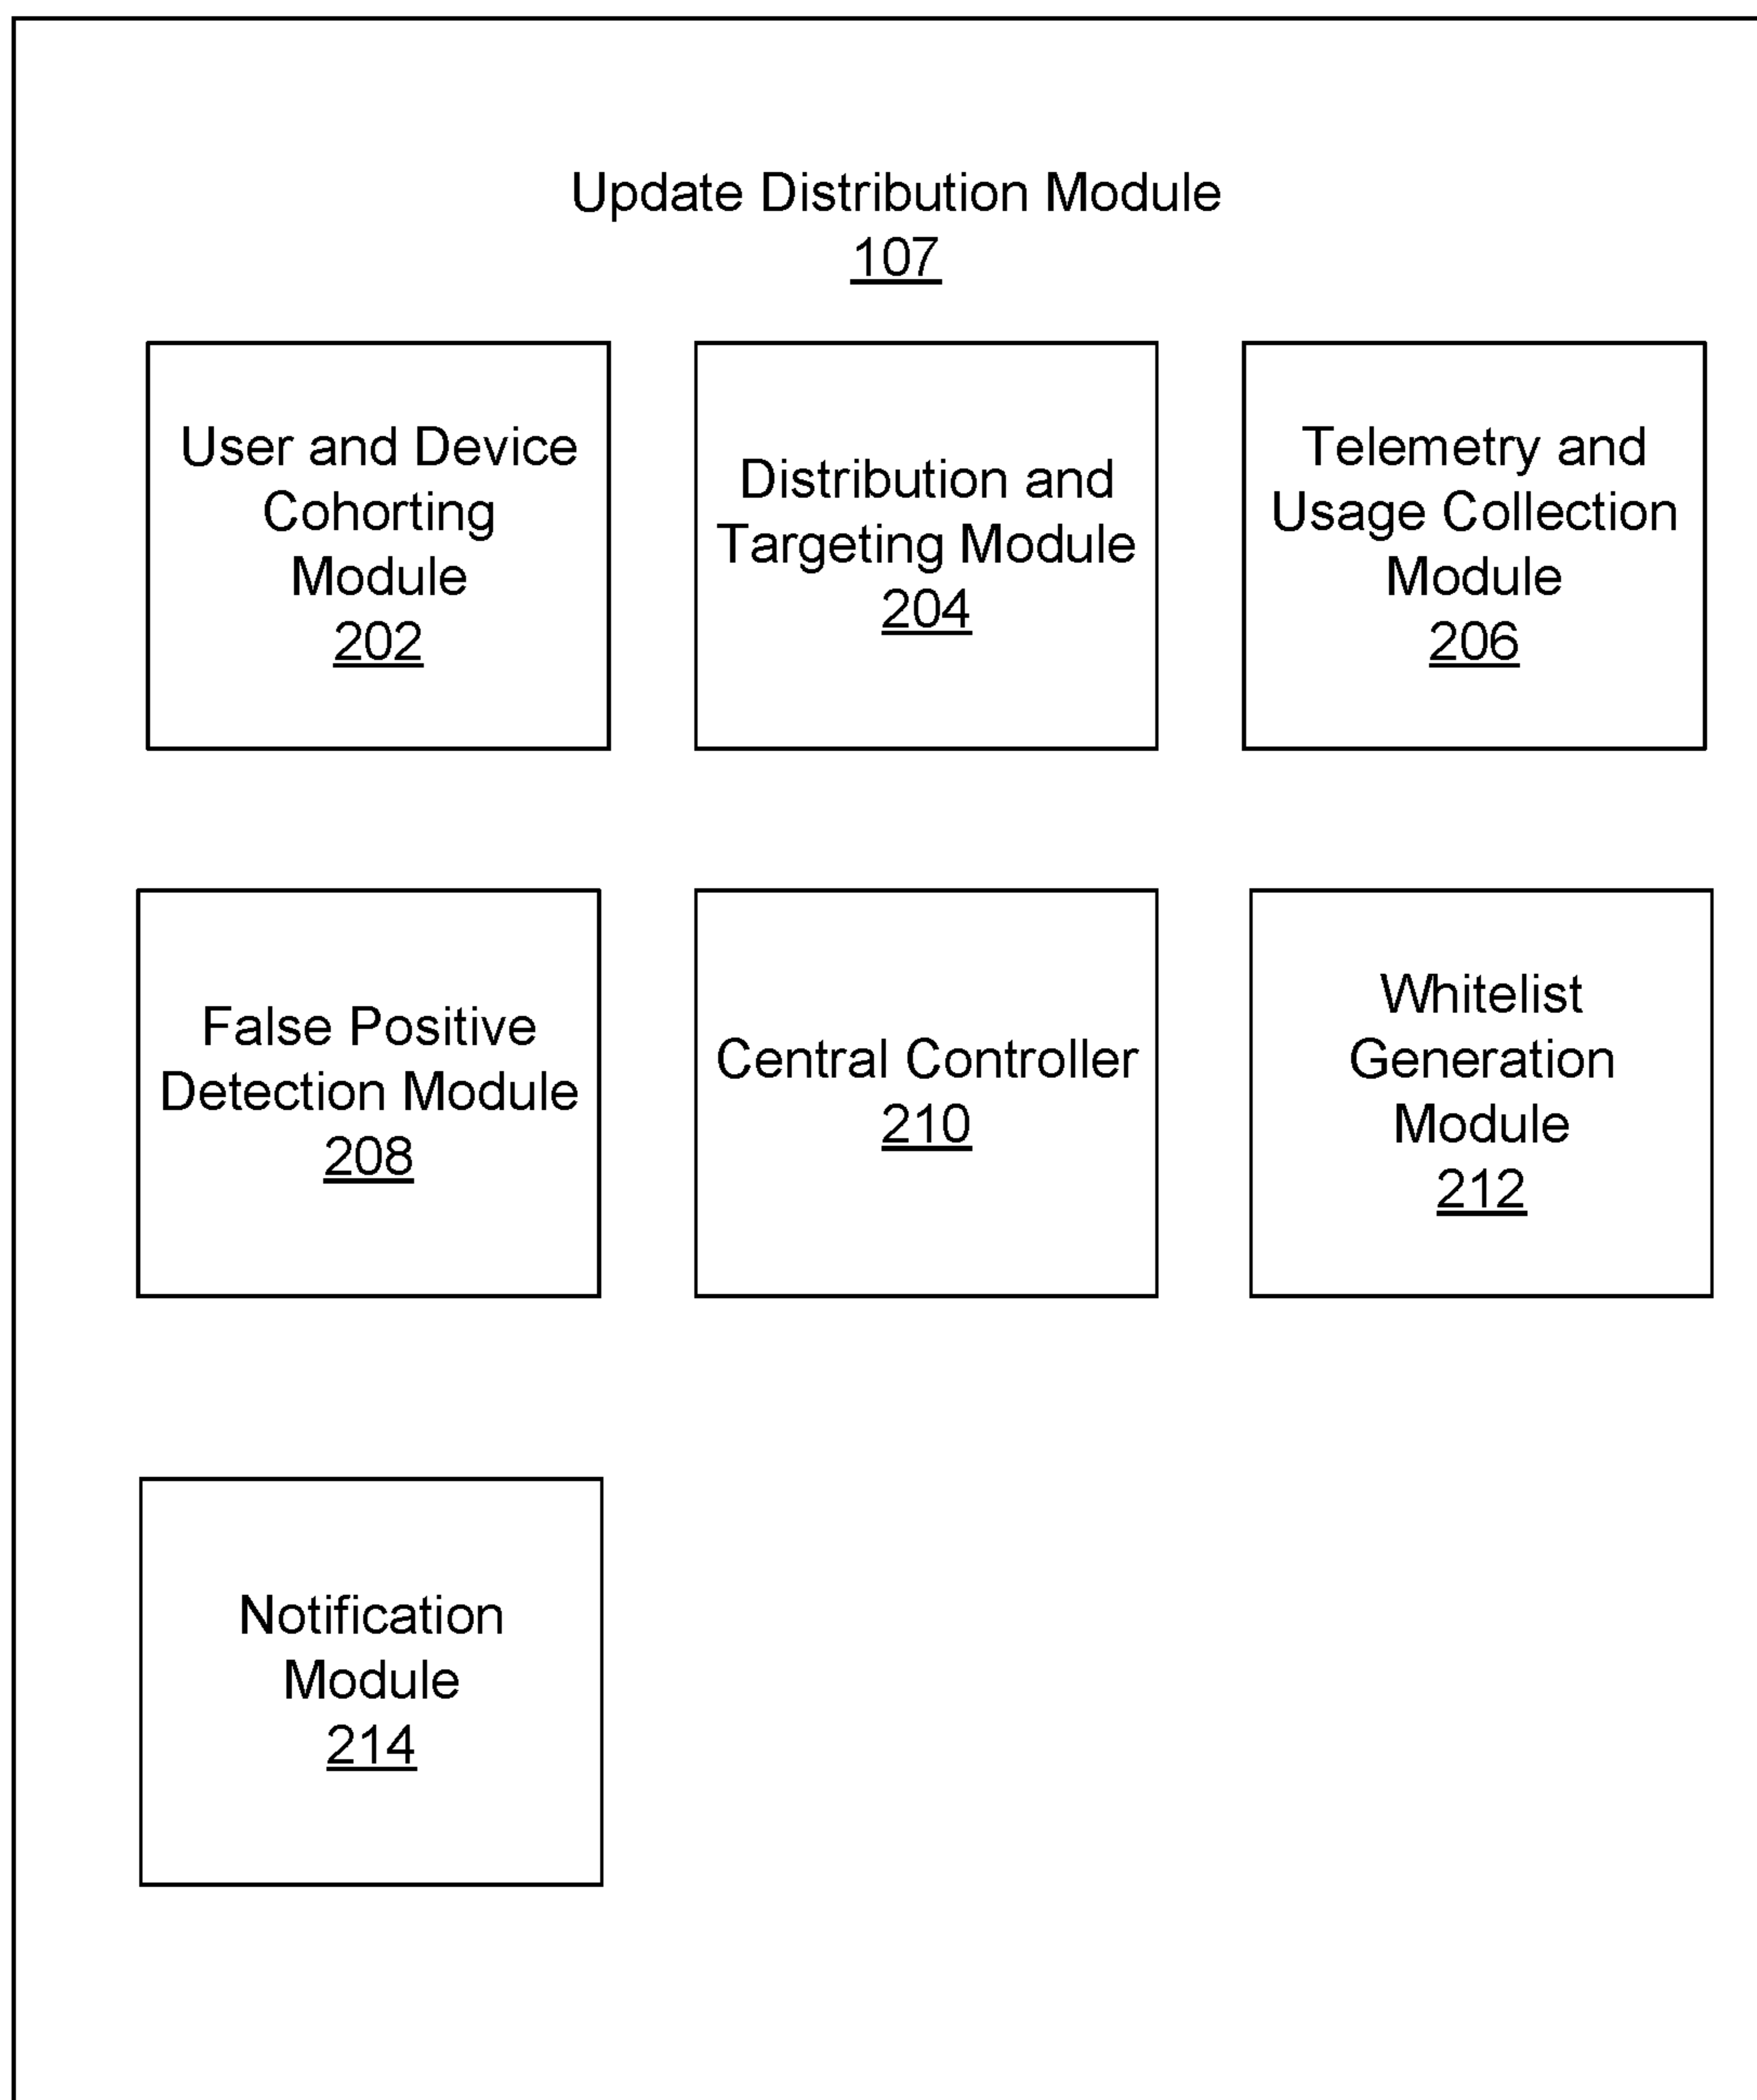 Update Distribution Module
107
User and Device
Cohorting
Module
202
Distribution and
Targeting Module
204
Telemetry and
Usage Collection
Module
206
False Positive
Detection Module
208
Central Controller
210
Whitelist
Generation
Module
212
Notification
Module
214